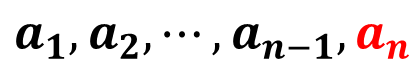 a₁, a₂, ⋯ , aₙ₋₁, aₙ